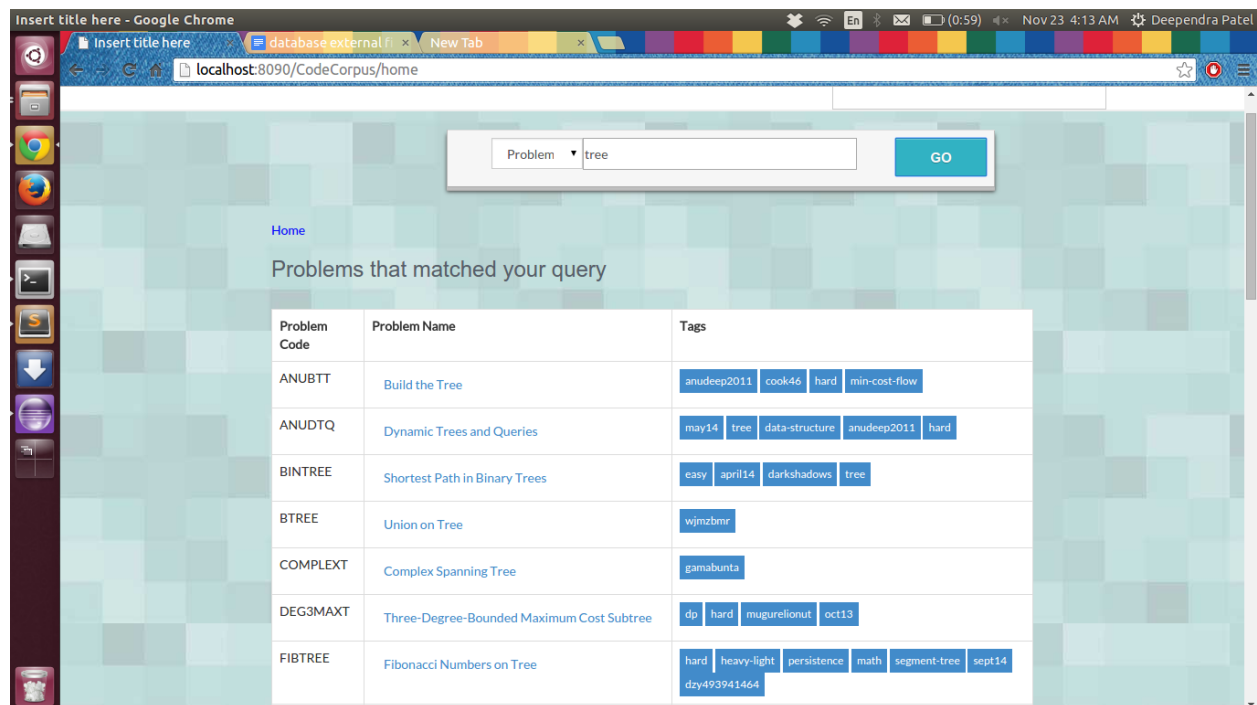 Insert title here - Google Chrome
En
(0:59)
Nov 23 4:13 AM
Deependra Patel
Insert title here
database external fi
New Tab
localhost:8090/CodeCorpus/home
Problem
tree
GO
Home
Problems that matched your query
Problem Code
Problem Name
Tags
ANUBTT
Build the Tree
anudeep2011 cook46 hard min-cost-flow
ANUDTQ
Dynamic Trees and Queries
may14 tree data-structure anudeep2011 hard
BINTREE
Shortest Path in Binary Trees
easy april14 darkshadows tree
BTREE
Union on Tree
wjmzbmr
COMPLEXT
Complex Spanning Tree
gamabunta
DEG3MAXT
Three-Degree-Bounded Maximum Cost Subtree
dp hard mugurelionut oct13
FIBTREE
Fibonacci Numbers on Tree
hard heavy-light persistence math segment-tree sept14
dzy493941464